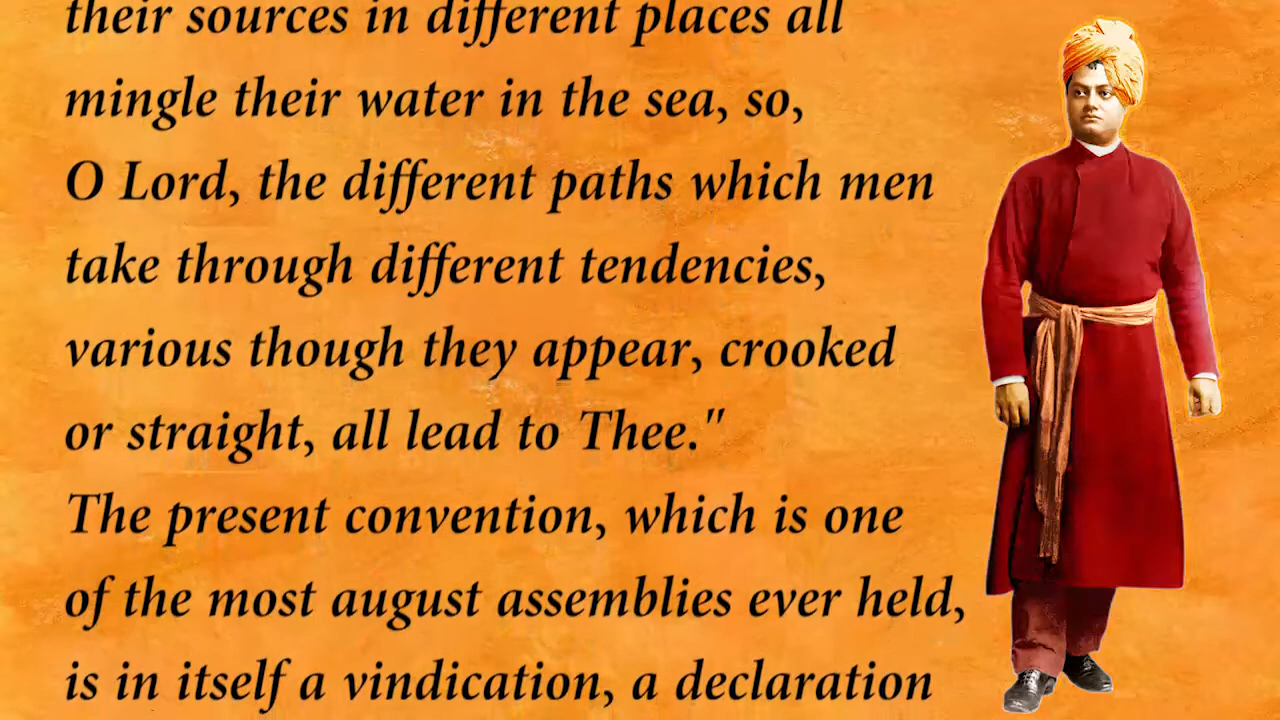 their sources in different places all
mingle their water in the sea, so,
O Lord, the different paths which men
take through different tendencies,
various though they appear, crooked
or straight, all lead to Thee."
The present convention, which is one
of the most august assemblies ever held,
is in itself a vindication, a declaration